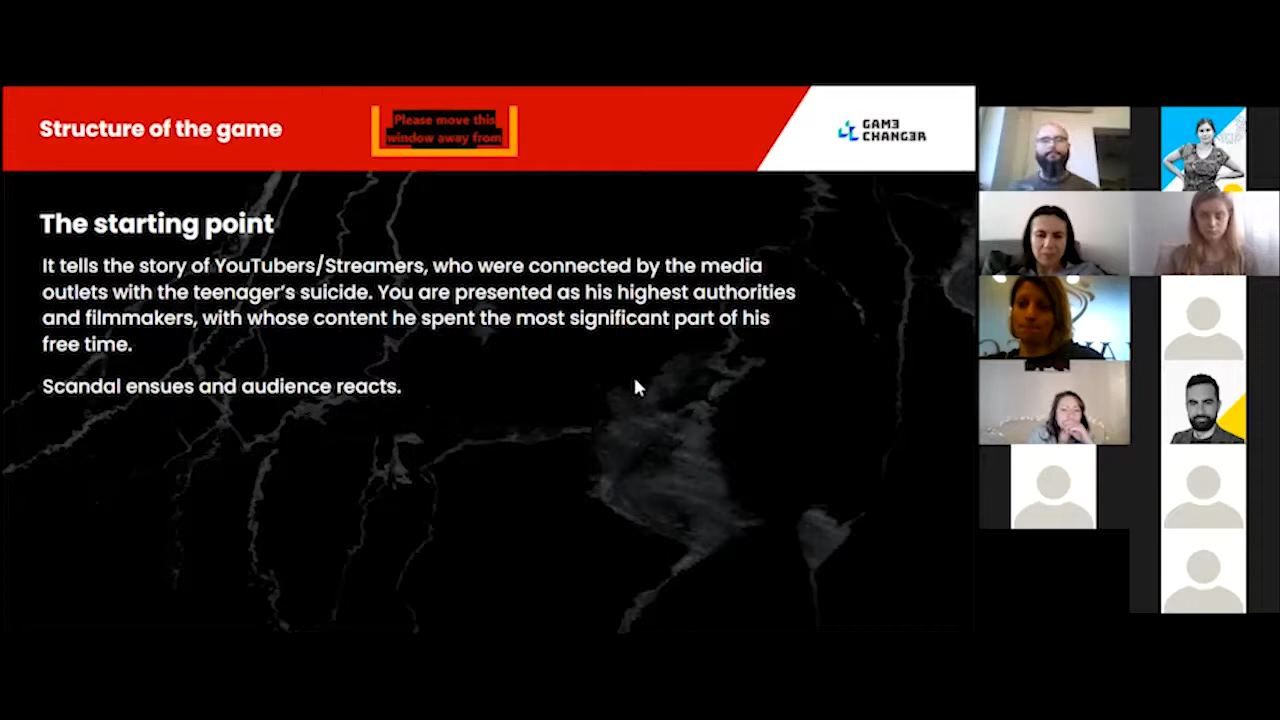 Structure of the game
Please move this
window away from
GAM3
CHANG3R
The starting point
It tells the story of YouTubers/Streamers, who were connected by the media
outlets with the teenager's suicide. You are presented as his highest authorities
and filmmakers, with whose content he spent the most significant part of his
free time.
Scandal ensues and audience reacts.